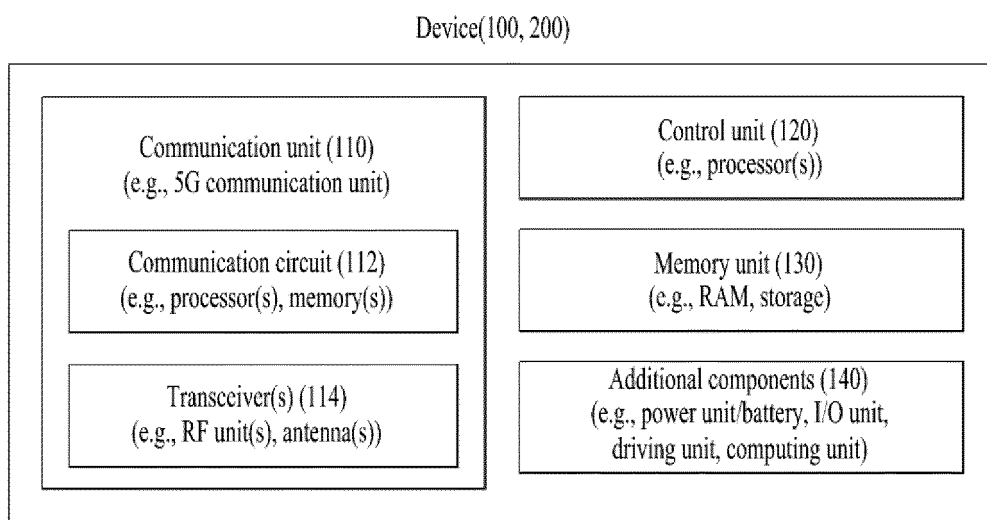 Device(100, 200)
Communication unit (110)
(e.g., 5G communication unit)
Communication circuit (112)
(e.g., processor(s), memory(s))
Transceiver(s) (114)
(e.g., RF unit(s), antenna(s))
Control unit (120)
(e.g., processor(s))
Memory unit (130)
(e.g., RAM, storage)
Additional components (140)
(e.g., power unit/battery, I/O unit,
driving unit, computing unit)